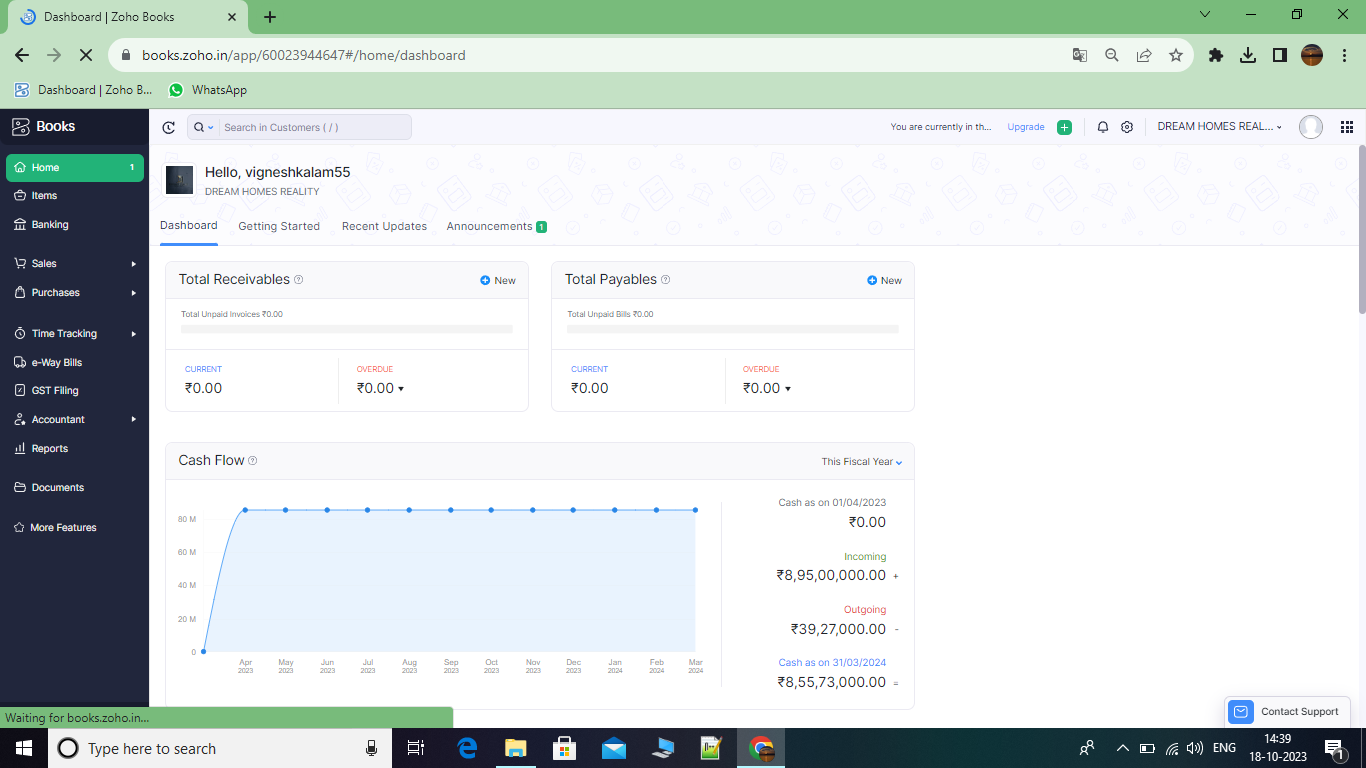 Dashboard | Zoho Books
books.zoho.in/app/60023944647#/home/dashboard
Dashboard | Zoho B...
WhatsApp
Books
Search in Customers ( / )
You are currently in th...
Upgrade
DREAM HOMES REAL...
Home 1
Items
Banking
Sales
Purchases
Time Tracking
e-Way Bills
GST Filing
Accountant
Reports
Documents
More Features
Hello, vigneshkalam55
DREAM HOMES REALITY
Dashboard
Getting Started
Recent Updates
Announcements 1
Total Receivables
New
Total Unpaid Invoices ₹0.00
CURRENT
₹0.00
OVERDUE
₹0.00
Total Payables
New
Total Unpaid Bills ₹0.00
CURRENT
₹0.00
OVERDUE
₹0.00
Cash Flow
This Fiscal Year
80 M
60 M
40 M
20 M
0
Apr 2023
May 2023
Jun 2023
Jul 2023
Aug 2023
Sep 2023
Oct 2023
Nov 2023
Dec 2023
Jan 2024
Feb 2024
Mar 2024
Cash as on 01/04/2023
₹0.00
Incoming
₹8,95,00,000.00 +
Outgoing
₹39,27,000.00 -
Cash as on 31/03/2024
₹8,55,73,000.00 =
Contact Support
Waiting for books.zoho.in...
Type here to search
ENG
14:39
18-10-2023
1